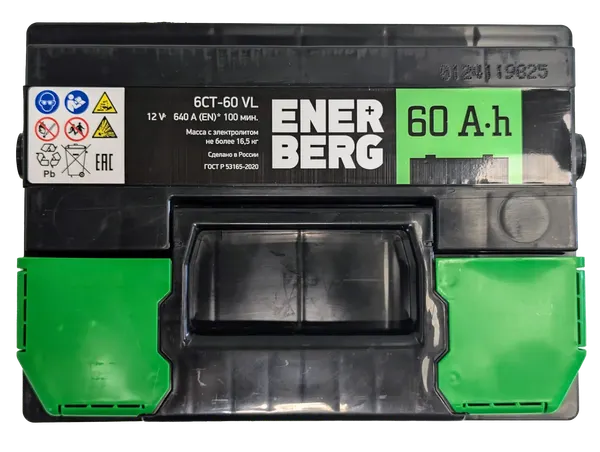 0124119825
6СТ-60 VL
12 V 640 A (EN)* 100 мин.
Масса с электролитом
не более 16,5 кг
Сделано в России
ГОСТ Р 53165-2020
ENER
BERG
60 A·h
Pb
EAC